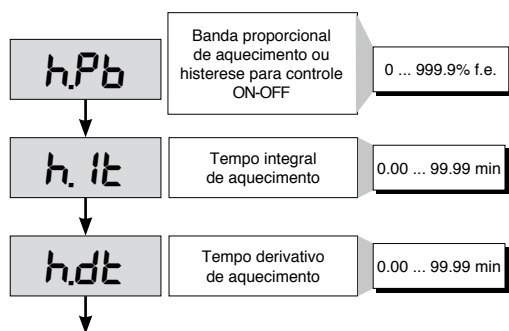 h.Pb
Banda proporcional
de aquecimento ou
histerese para controle
ON-OFF
0 ... 999.9% f.e.
h. It
Tempo integral
de aquecimento
0.00 ... 99.99 min
h.dt
Tempo derivativo
de aquecimento
0.00 ... 99.99 min